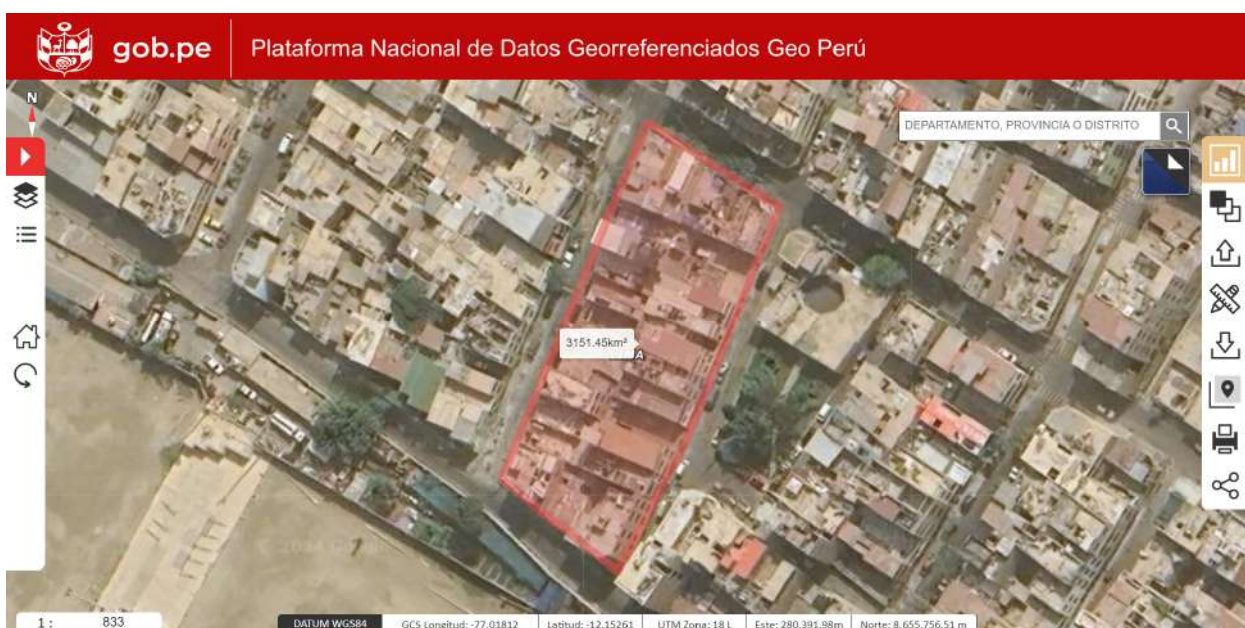 gob.pe
Plataforma Nacional de Datos Georreferenciados Geo Perú
N
DEPARTAMENTO, PROVINCIA O DISTRITO
3151.45km²
1 : 833
DATUM WGS84 GCS Longitud: -77.01812 Latitud: -12.15261 UTM Zona: 18 L Este: 280,391.98m Norte: 8,655,756.51 m